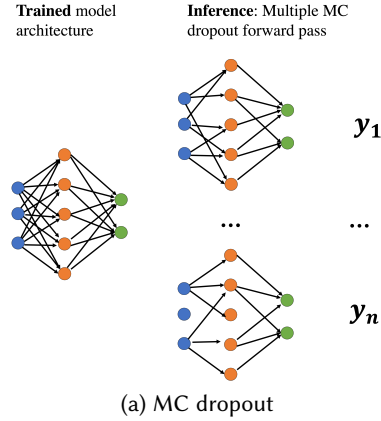 Trained model
architecture
Inference: Multiple MC
dropout forward pass
y1
...
...
yn
(a) MC dropout